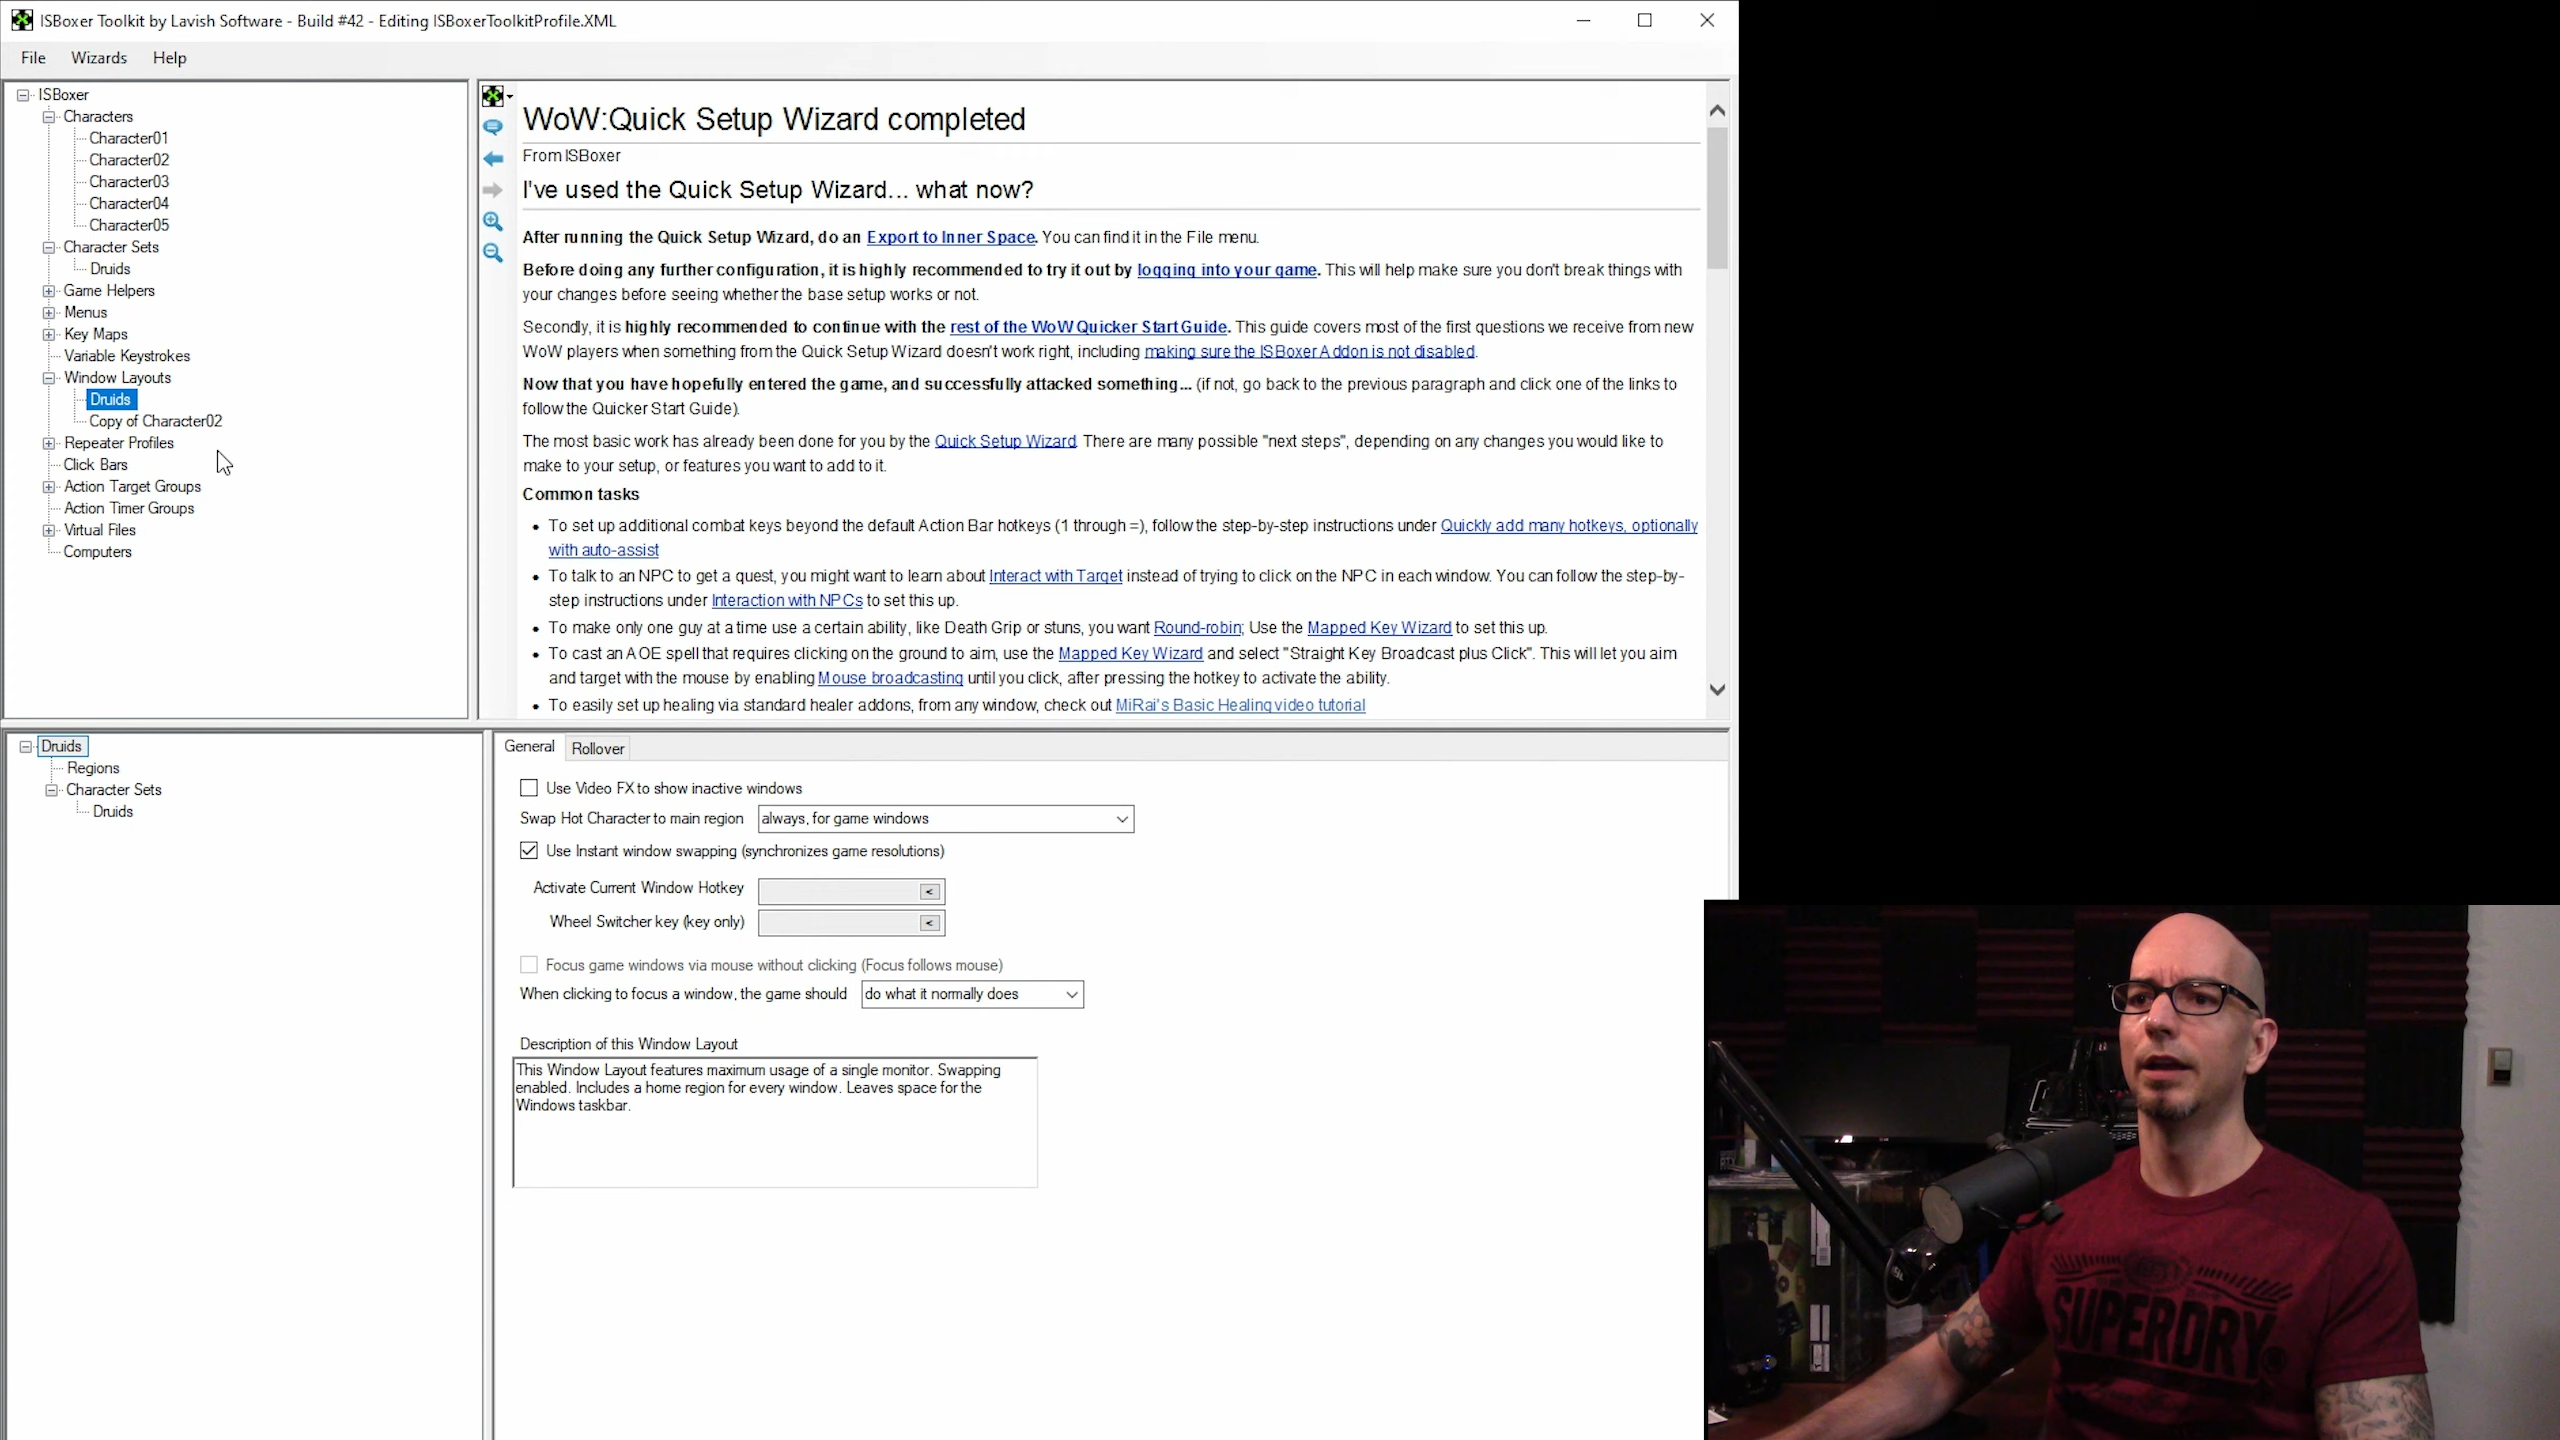 ISBoxer Toolkit by Lavish Software - Build #42 - Editing ISBoxerToolkitProfile.XML
File Wizards Help
ISBoxer
Characters
Character01
Character02
Character03
Character04
Character05
Character Sets
Druids
Game Helpers
Menus
Key Maps
Variable Keystrokes
Window Layouts
Druids
Copy of Character02
Repeater Profiles
Click Bars
Action Target Groups
Action Timer Groups
Virtual Files
Computers
WoW:Quick Setup Wizard completed
From ISBoxer
I've used the Quick Setup Wizard... what now?
After running the Quick Setup Wizard, do an Export to Inner Space. You can find it in the File menu.
Before doing any further configuration, it is highly recommended to try it out by logging into your game. This will help make sure you don't break things with
your changes before seeing whether the base setup works or not.
Secondly, it is highly recommended to continue with the rest of the WoW Quicker Start Guide. This guide covers most of the first questions we receive from new
WoW players when something from the Quick Setup Wizard doesn't work right, including making sure the ISBoxer Addon is not disabled.
Now that you have hopefully entered the game, and successfully attacked something... (if not, go back to the previous paragraph and click one of the links to
follow the Quicker Start Guide).
The most basic work has already been done for you by the Quick Setup Wizard. There are many possible "next steps", depending on any changes you would like to
make to your setup, or features you want to add to it.
Common tasks
• To set up additional combat keys beyond the default Action Bar hotkeys (1 through =), follow the step-by-step instructions under Quickly add many hotkeys, optionally
with auto-assist
• To talk to an NPC to get a quest, you might want to learn about Interact with Target instead of trying to click on the NPC in each window. You can follow the step-by-
step instructions under Interaction with NPCs to set this up.
• To make only one guy at a time use a certain ability, like Death Grip or stuns, you want Round-robin; Use the Mapped Key Wizard to set this up.
• To cast an AOE spell that requires clicking on the ground to aim, use the Mapped Key Wizard and select "Straight Key Broadcast plus Click". This will let you aim
and target with the mouse by enabling Mouse broadcasting until you click, after pressing the hotkey to activate the ability.
• To easily set up healing via standard healer addons, from any window, check out MiRai's Basic Healing video tutorial
Druids
Regions
Character Sets
Druids
General Rollover
Use Video FX to show inactive windows
Swap Hot Character to main region always, for game windows
Use Instant window swapping (synchronizes game resolutions)
Activate Current Window Hotkey <
Wheel Switcher key (key only) <
Focus game windows via mouse without clicking (Focus follows mouse)
When clicking to focus a window, the game should do what it normally does
Description of this Window Layout
This Window Layout features maximum usage of a single monitor. Swapping
enabled. Includes a home region for every window. Leaves space for the
Windows taskbar.
SUPERDRY